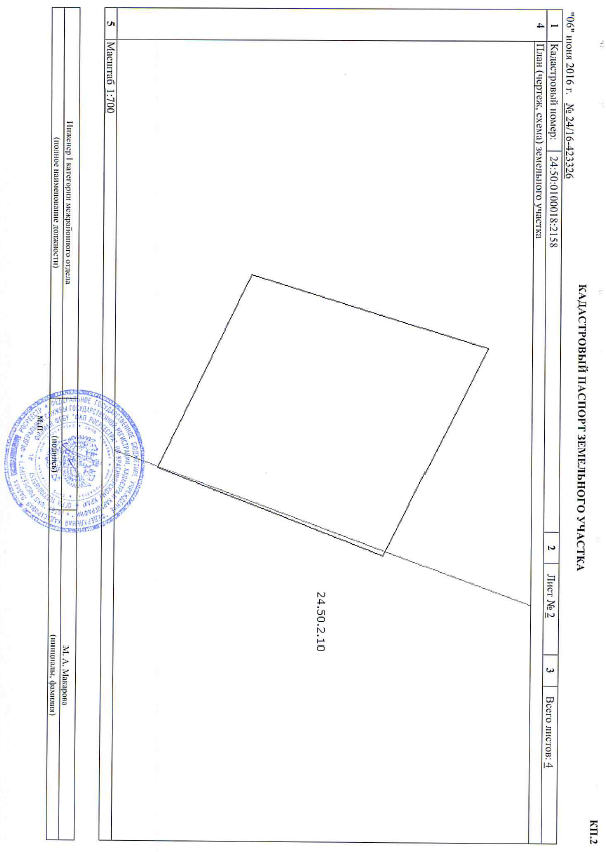 КП.2
КАДАСТРОВЫЙ ПАСПОРТ ЗЕМЕЛЬНОГО УЧАСТКА
"06" июня 2016 г. № 24/16-423326
1 Кадастровый номер: 24:50:0100018:2158 2 Лист № 2 3 Всего листов: 4
4 План (чертеж, схема) земельного участка
24.50.2.10
5 Масштаб 1:700
Инженер I категории межрайонного отдела М. А. Макарова
(полное наименование должности) (подпись) (инициалы, фамилия)
М.П.